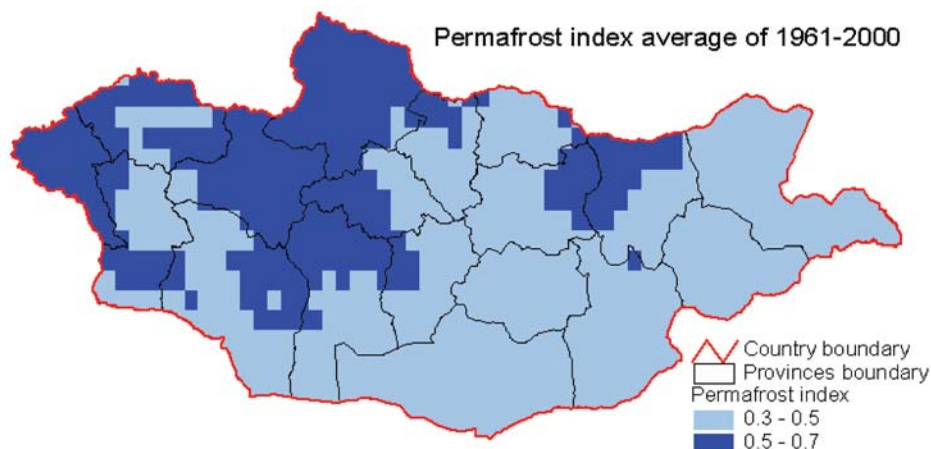 Permafrost index average of 1961-2000
Country boundary
Provinces boundary
Permafrost index
0.3 - 0.5
0.5 - 0.7